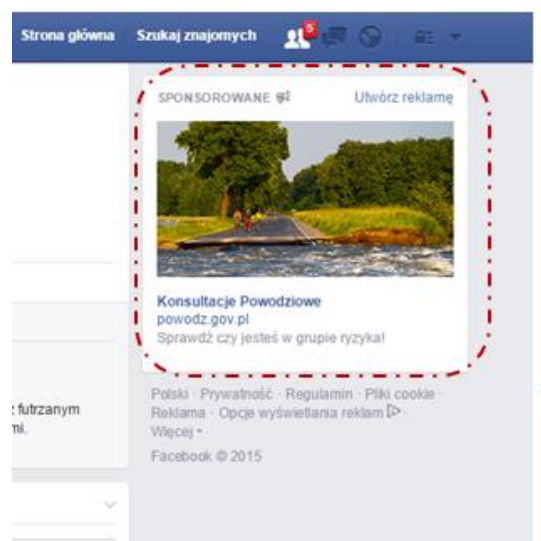 Strona główna Szukaj znajomych 5
SPONSOROWANE Utwórz reklamę
Konsultacje Powodziowe
powodz.gov.pl
Sprawdź czy jesteś w grupie ryzyka!
Polski · Prywatność · Regulamin · Pliki cookie ·
Reklama · Opcje wyświetlania reklam ·
Więcej
Facebook © 2015
z futrzanym
mi.